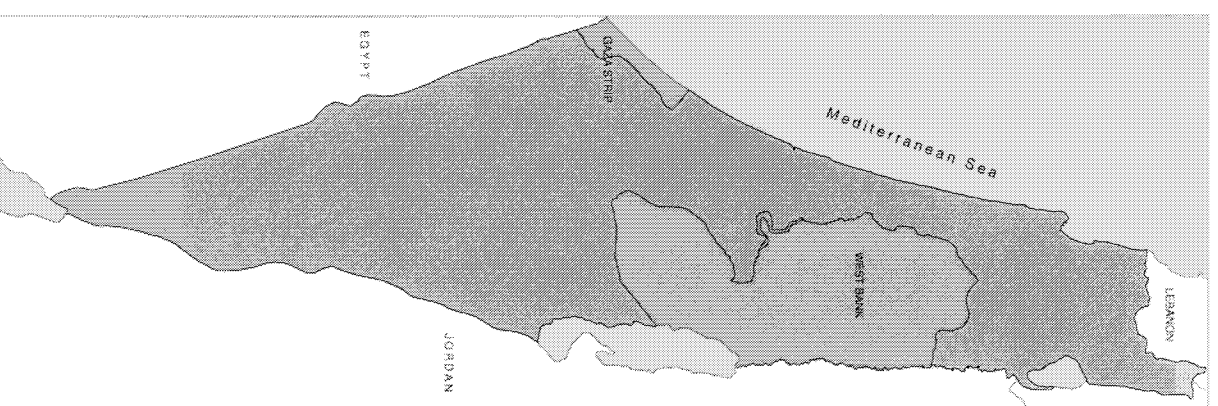 EGYPT
GAZA STRIP
Mediterranean Sea
WEST BANK
LEBANON
JORDAN